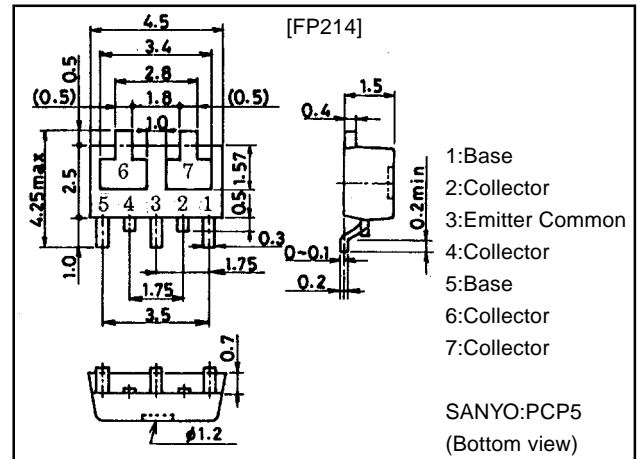 4.5
[FP214]
3.4
2.8
(0.5)
1.8
(0.5)
1.0
0.5
4.25max
2.5
1.0
6
7
1.57
0.5
5 4 3 2 1
0.3
1.75
1.75
3.5
1.5
0.4
0.2min
0~0.1
0.2
1:Base
2:Collector
3:Emitter Common
4:Collector
5:Base
6:Collector
7:Collector
0.7
φ1.2
SANYO:PCP5
(Bottom view)